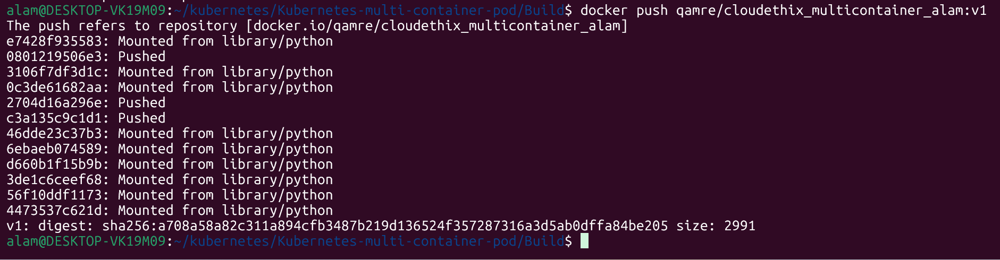 alam@DESKTOP-VK19M09:~/kubernetes/Kubernetes-multi-container-pod/Build$ docker push qamre/cloudethix_multicontainer_alam:v1
The push refers to repository [docker.io/qamre/cloudethix_multicontainer_alam]
e7428f935583: Mounted from library/python
0801219506e3: Pushed
3106f7df3d1c: Mounted from library/python
0c3de61682aa: Mounted from library/python
2704d16a296e: Pushed
c3a135c9c1d1: Pushed
46dde23c37b3: Mounted from library/python
6ebaeb074589: Mounted from library/python
d660b1f15b9b: Mounted from library/python
3de1c6ceef68: Mounted from library/python
56f10ddf1173: Mounted from library/python
4473537c621d: Mounted from library/python
v1: digest: sha256:a708a58a82c311a894cfb3487b219d136524f357287316a3d5ab0dffa84be205 size: 2991
alam@DESKTOP-VK19M09:~/kubernetes/Kubernetes-multi-container-pod/Build$